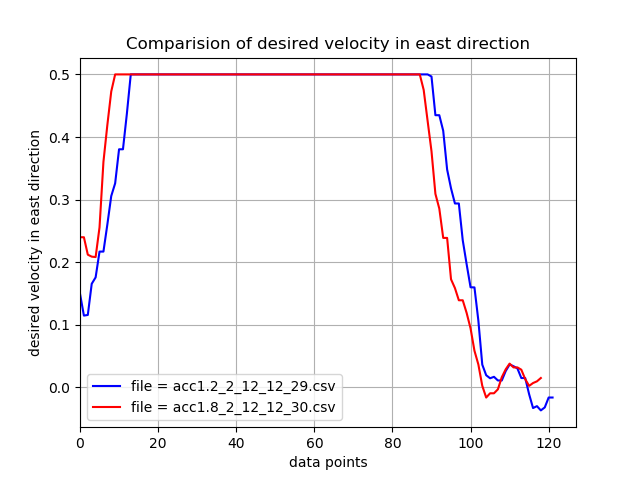 Comparision of desired velocity in east direction
desired velocity in east direction
0.5
0.4
0.3
0.2
0.1
0.0
file = acc1.2_2_12_12_29.csv
file = acc1.8_2_12_12_30.csv
0 20 40 60 80 100 120
data points